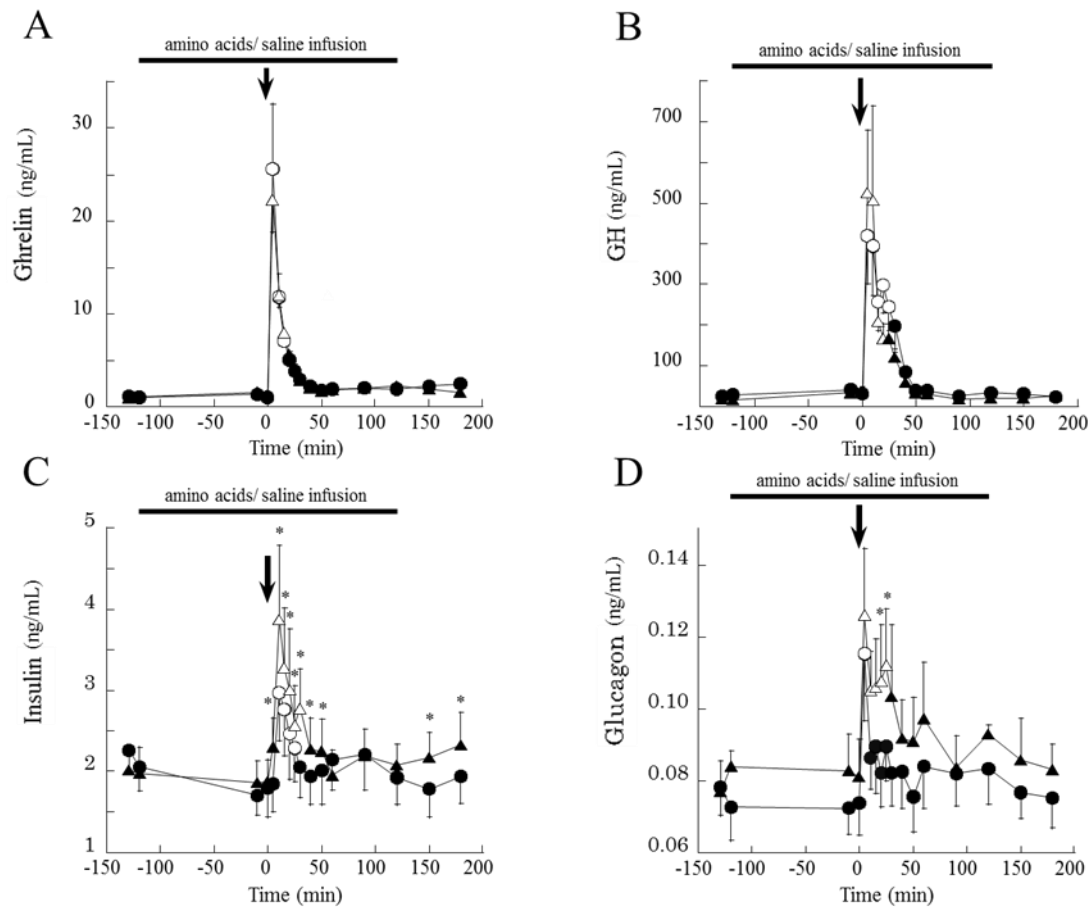 A
amino acids/ saline infusion
Ghrelin (ng/mL)
30
20
10
0
-150 -100 -50 0 50 100 150 200
Time (min)
B
amino acids/ saline infusion
GH (ng/mL)
700
500
300
100
-150 -100 -50 0 50 100 150 200
Time (min)
C
amino acids/ saline infusion
Insulin (ng/mL)
5
4
3
2
1
* * * * * * * * * *
-150 -100 -50 0 50 100 150 200
Time (min)
D
amino acids/ saline infusion
Glucagon (ng/mL)
0.14
0.12
0.10
0.08
0.06
* *
-150 -100 -50 0 50 100 150 200
Time (min)